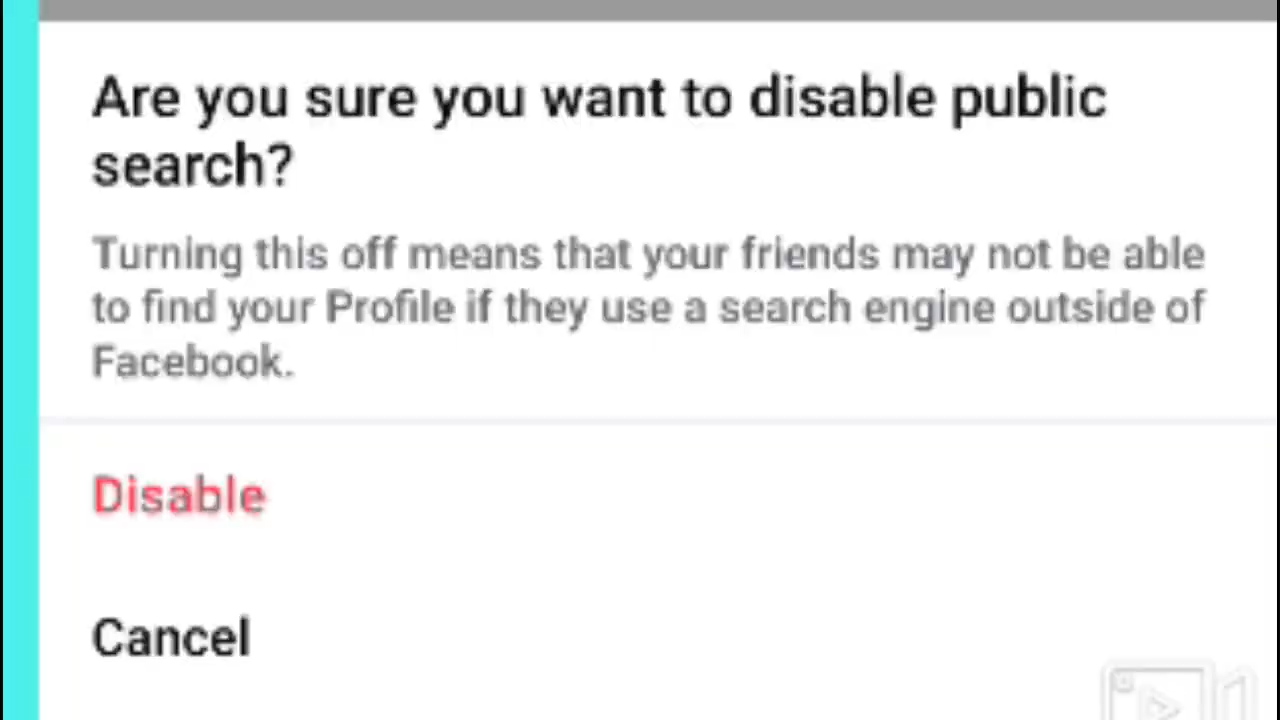 Are you sure you want to disable public
search?
Turning this off means that your friends may not be able
to find your Profile if they use a search engine outside of
Facebook.
Disable
Cancel